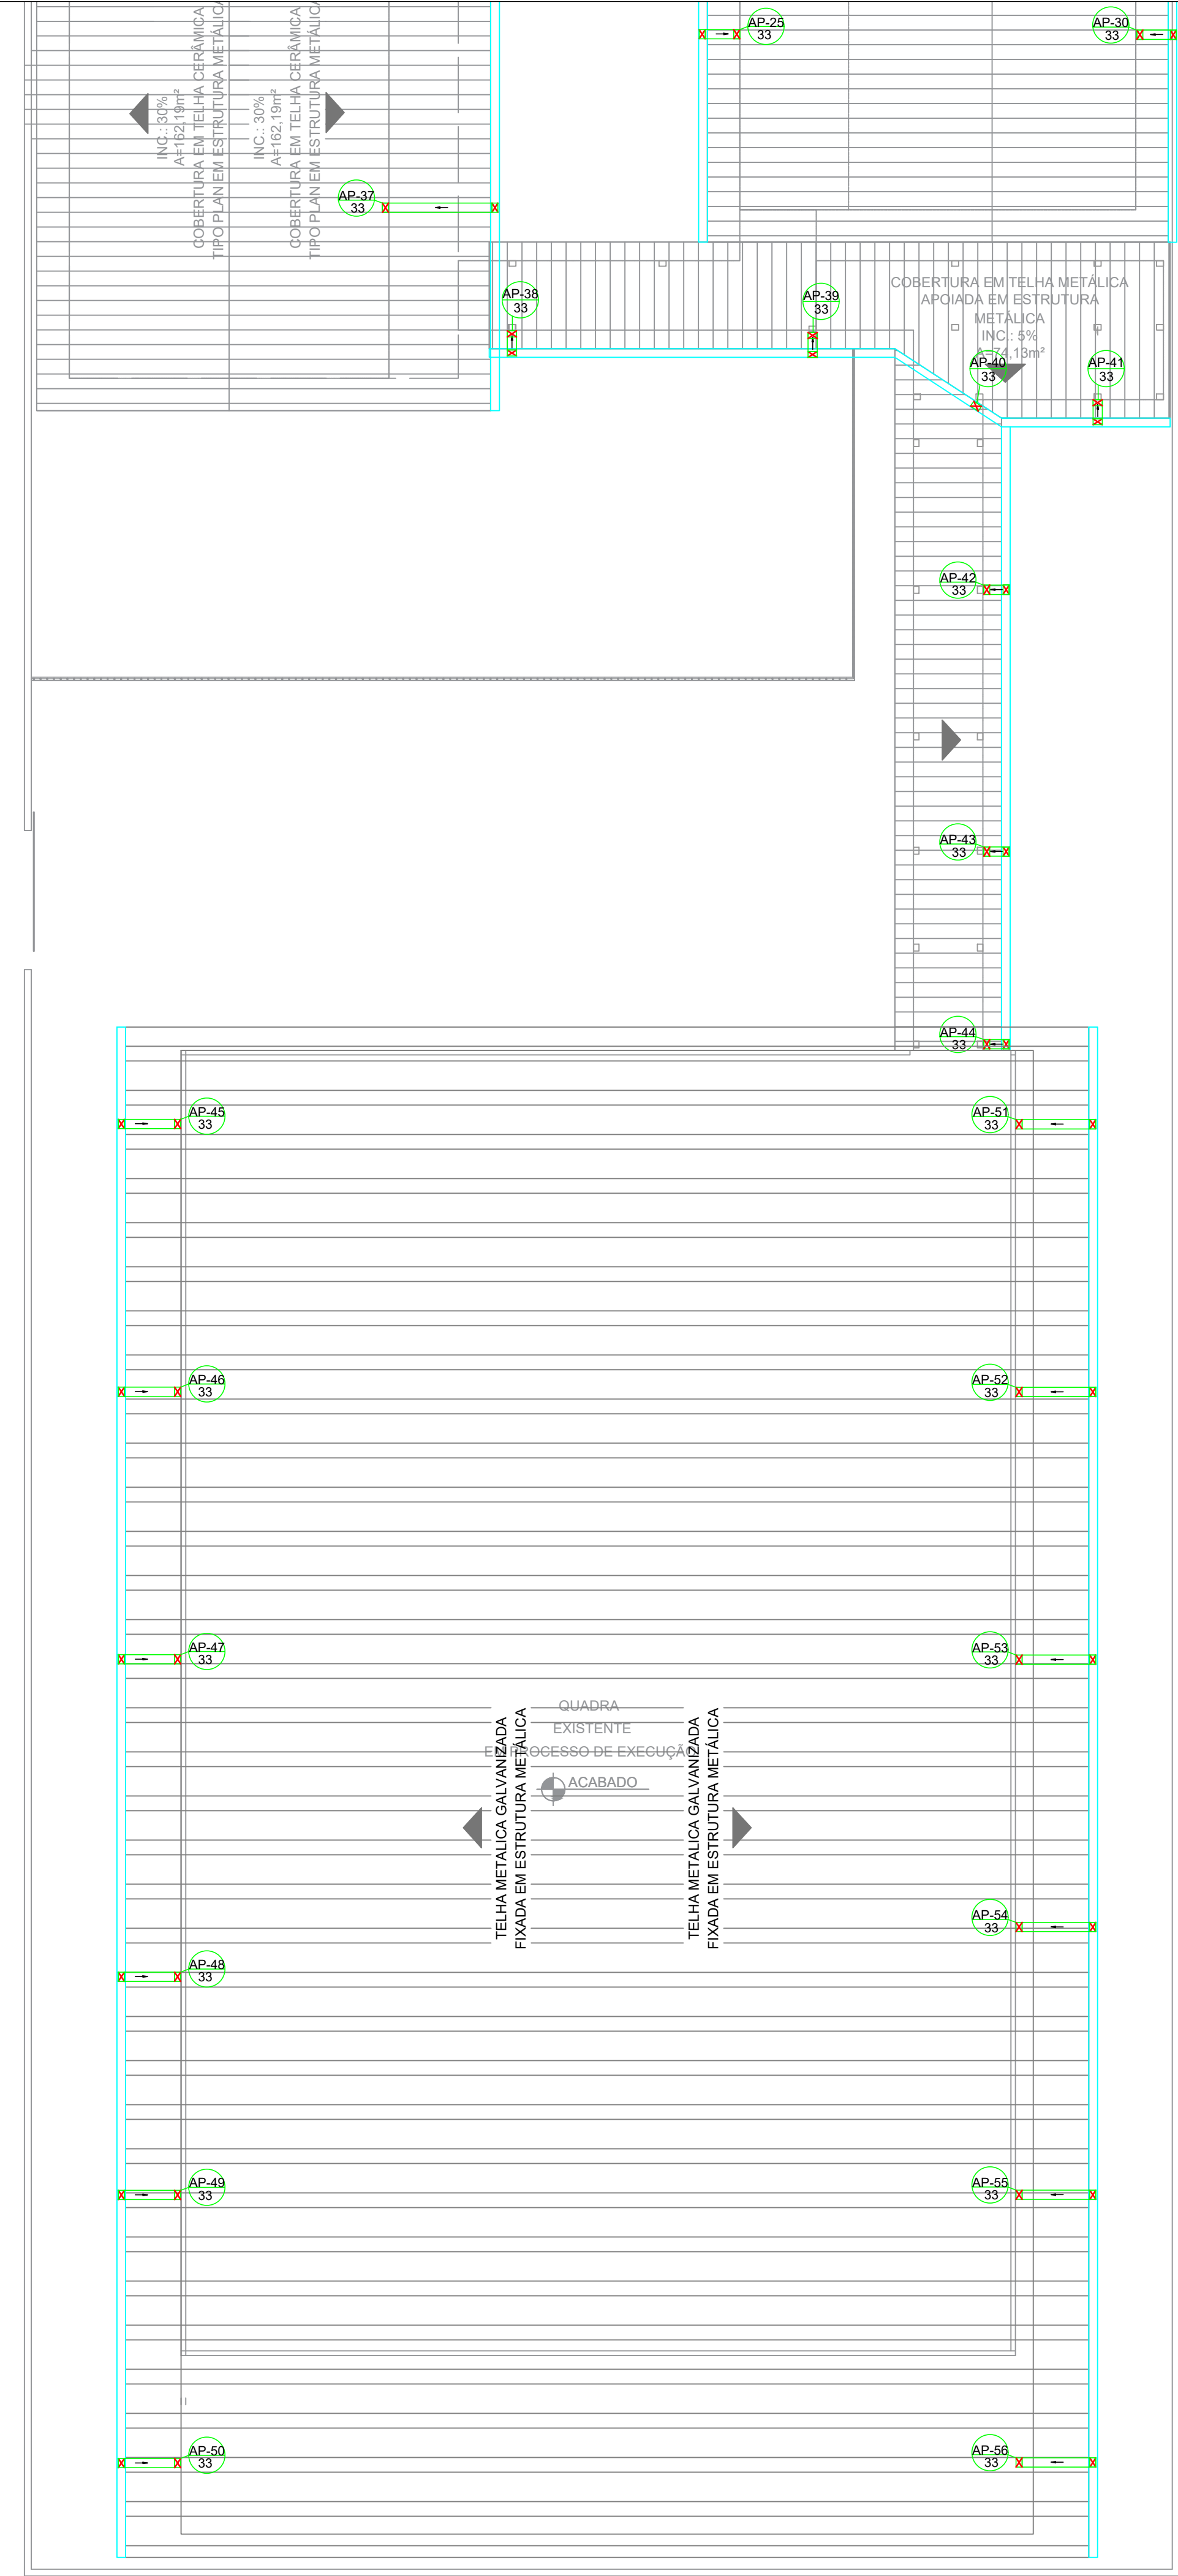 AP-25
33
AP-30
33
INC.: 30%
A=162,19m²
COBERTURA EM TELHA CERÂMICA
TIPO PLAN EM ESTRUTURA METÁLICA
INC.: 30%
A=162,19m²
COBERTURA EM TELHA CERÂMICA
TIPO PLAN EM ESTRUTURA METÁLICA
AP-37
33
AP-38
33
AP-39
33
COBERTURA EM TELHA METÁLICA
APOIADA EM ESTRUTURA
METÁLICA
INC.: 5%
A=74,13m²
AP-40
33
AP-41
33
AP-42
33
AP-43
33
AP-44
33
AP-45
33
AP-51
33
AP-46
33
AP-52
33
AP-47
33
AP-53
33
QUADRA
EXISTENTE
EM PROCESSO DE EXECUÇÃO
ACABADO
TELHA METALICA GALVANIZADA
FIXADA EM ESTRUTURA METÁLICA
TELHA METALICA GALVANIZADA
FIXADA EM ESTRUTURA METÁLICA
AP-54
33
AP-48
33
AP-49
33
AP-55
33
AP-50
33
AP-56
33